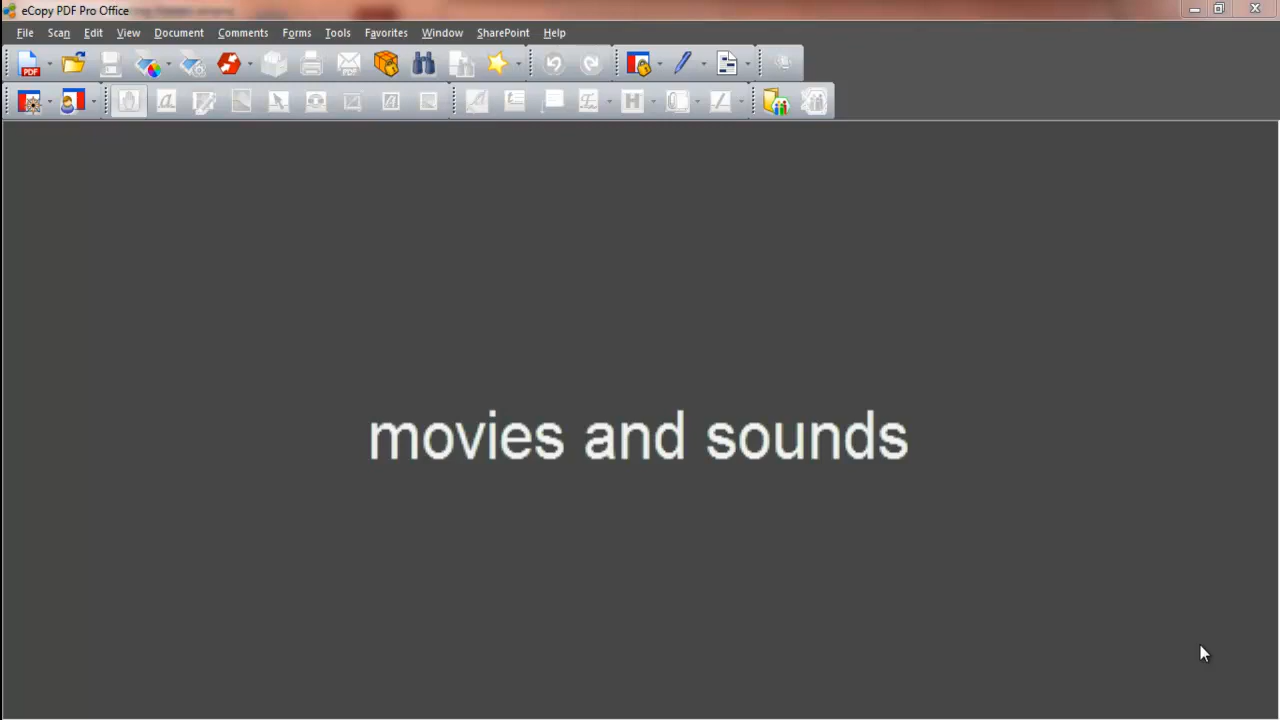 eCopy PDF Pro Office
File Scan Edit View Document Comments Forms Tools Favorites Window SharePoint Help
PDF
movies and sounds